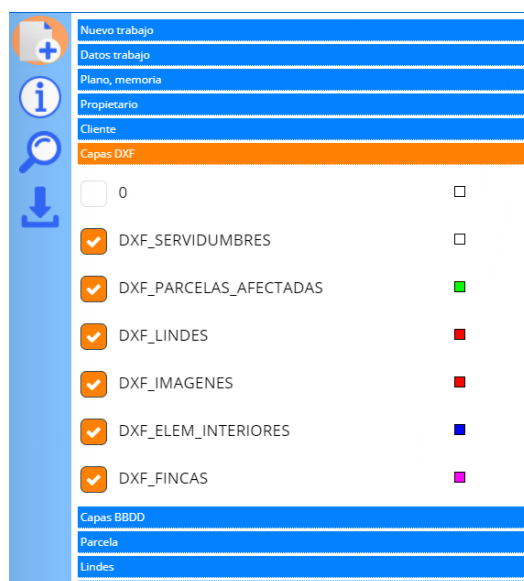 Nuevo trabajo
Datos trabajo
Plano, memoria
Propietario
Cliente
Capas DXF
0
DXF_SERVIDUMBRES
DXF_PARCELAS_AFECTADAS
DXF_LINDES
DXF_IMAGENES
DXF_ELEM_INTERIORES
DXF_FINCAS
Capas BBDD
Parcela
Lindes